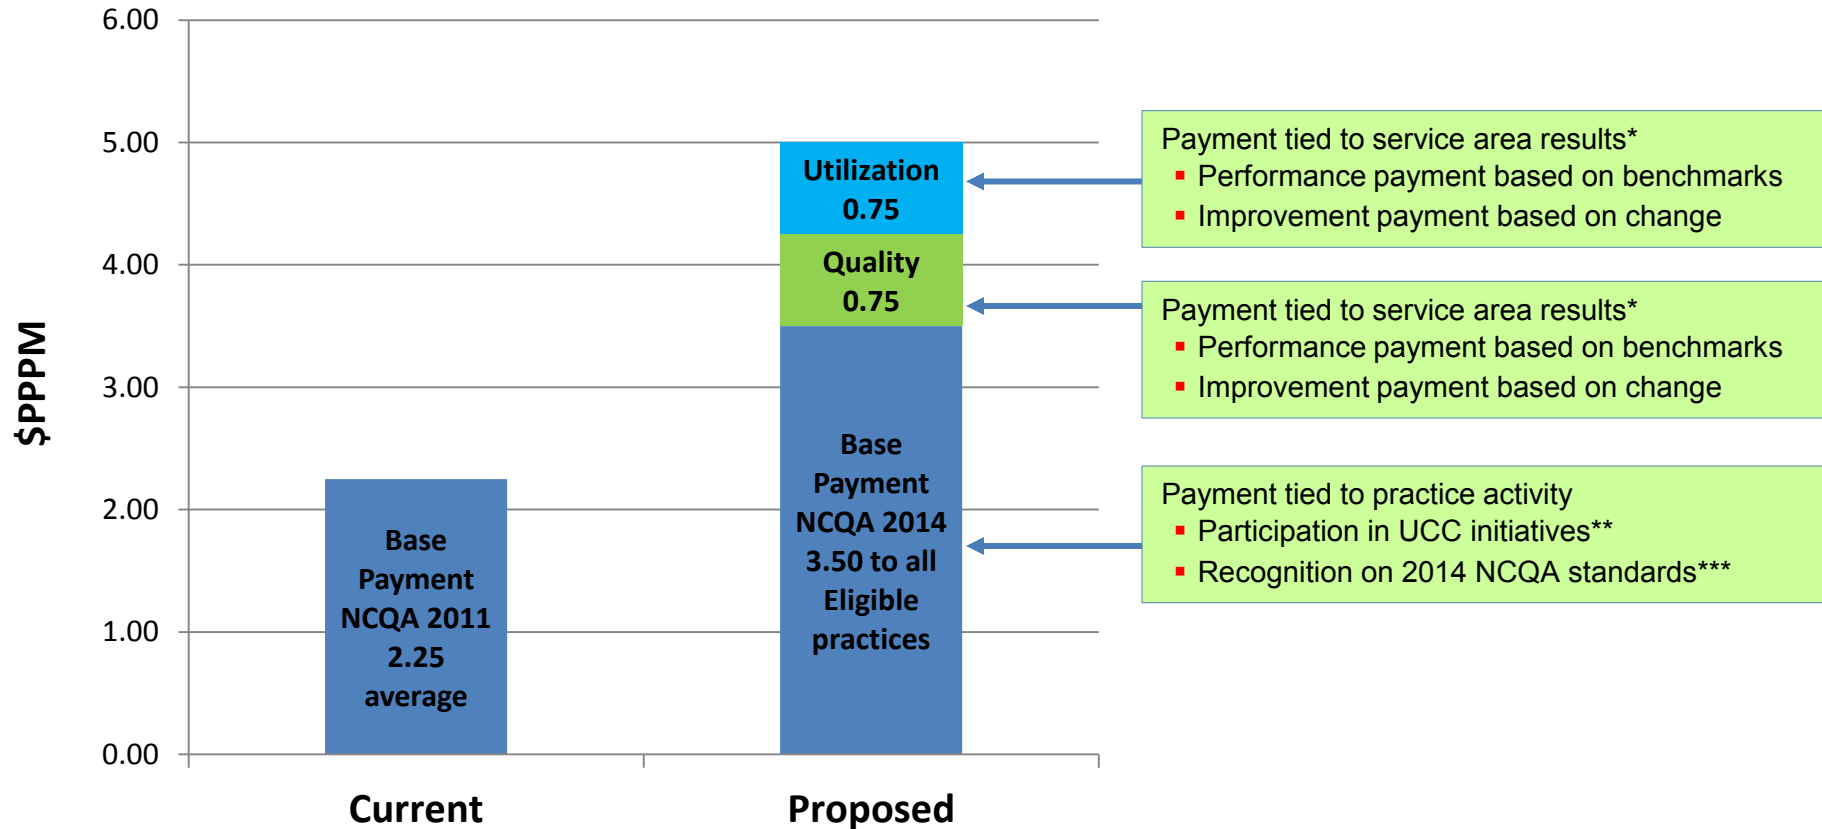 $PPPM
6.00
5.00
4.00
3.00
2.00
1.00
0.00
Base
Payment
NCQA 2011
2.25
average
Utilization
0.75
Quality
0.75
Base
Payment
NCQA 2014
3.50 to all
Eligible
practices
Current
Proposed
Payment tied to service area results*
▪ Performance payment based on benchmarks
▪ Improvement payment based on change
Payment tied to service area results*
▪ Performance payment based on benchmarks
▪ Improvement payment based on change
Payment tied to practice activity
▪ Participation in UCC initiatives**
▪ Recognition on 2014 NCQA standards***